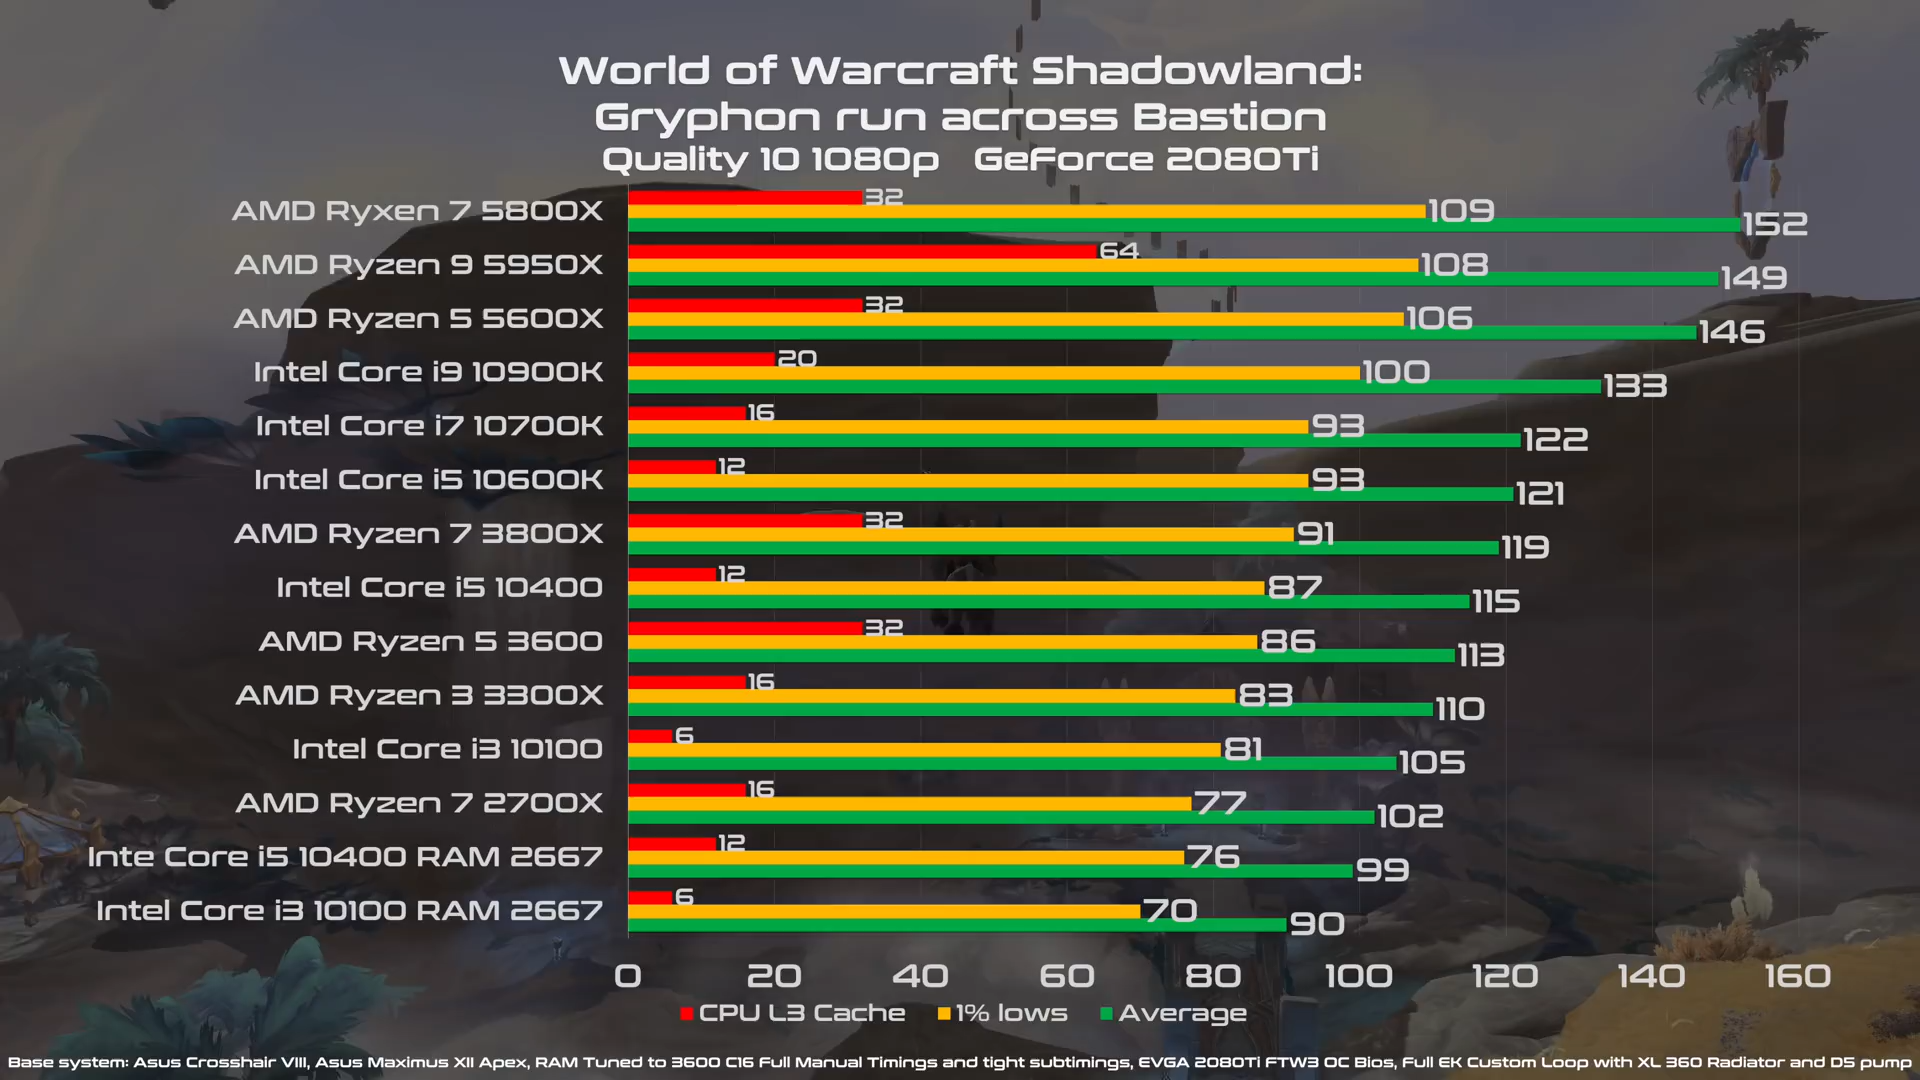 World of Warcraft Shadowland:
Gryphon run across Bastion
Quality 10 1080p GeForce 2080Ti
AMD Ryxen 7 5800X 32 109 152
AMD Ryzen 9 5950X 64 108 149
AMD Ryzen 5 5600X 32 106 146
Intel Core i9 10900K 20 100 133
Intel Core i7 10700K 16 93 122
Intel Core i5 10600K 12 93 121
AMD Ryzen 7 3800X 32 91 119
Intel Core i5 10400 12 87 115
AMD Ryzen 5 3600 32 86 113
AMD Ryzen 3 3300X 16 83 110
Intel Core i3 10100 6 81 105
AMD Ryzen 7 2700X 16 77 102
Inte Core i5 10400 RAM 2667 12 76 99
Intel Core i3 10100 RAM 2667 6 70 90
0 20 40 60 80 100 120 140 160
CPU L3 Cache 1% lows Average
Base system: Asus Crosshair VIII, Asus Maximus XII Apex, RAM Tuned to 3600 C16 Full Manual Timings and tight subtimings, EVGA 2080Ti FTW3 OC Bios, Full EK Custom Loop with XL 360 Radiator and D5 pump